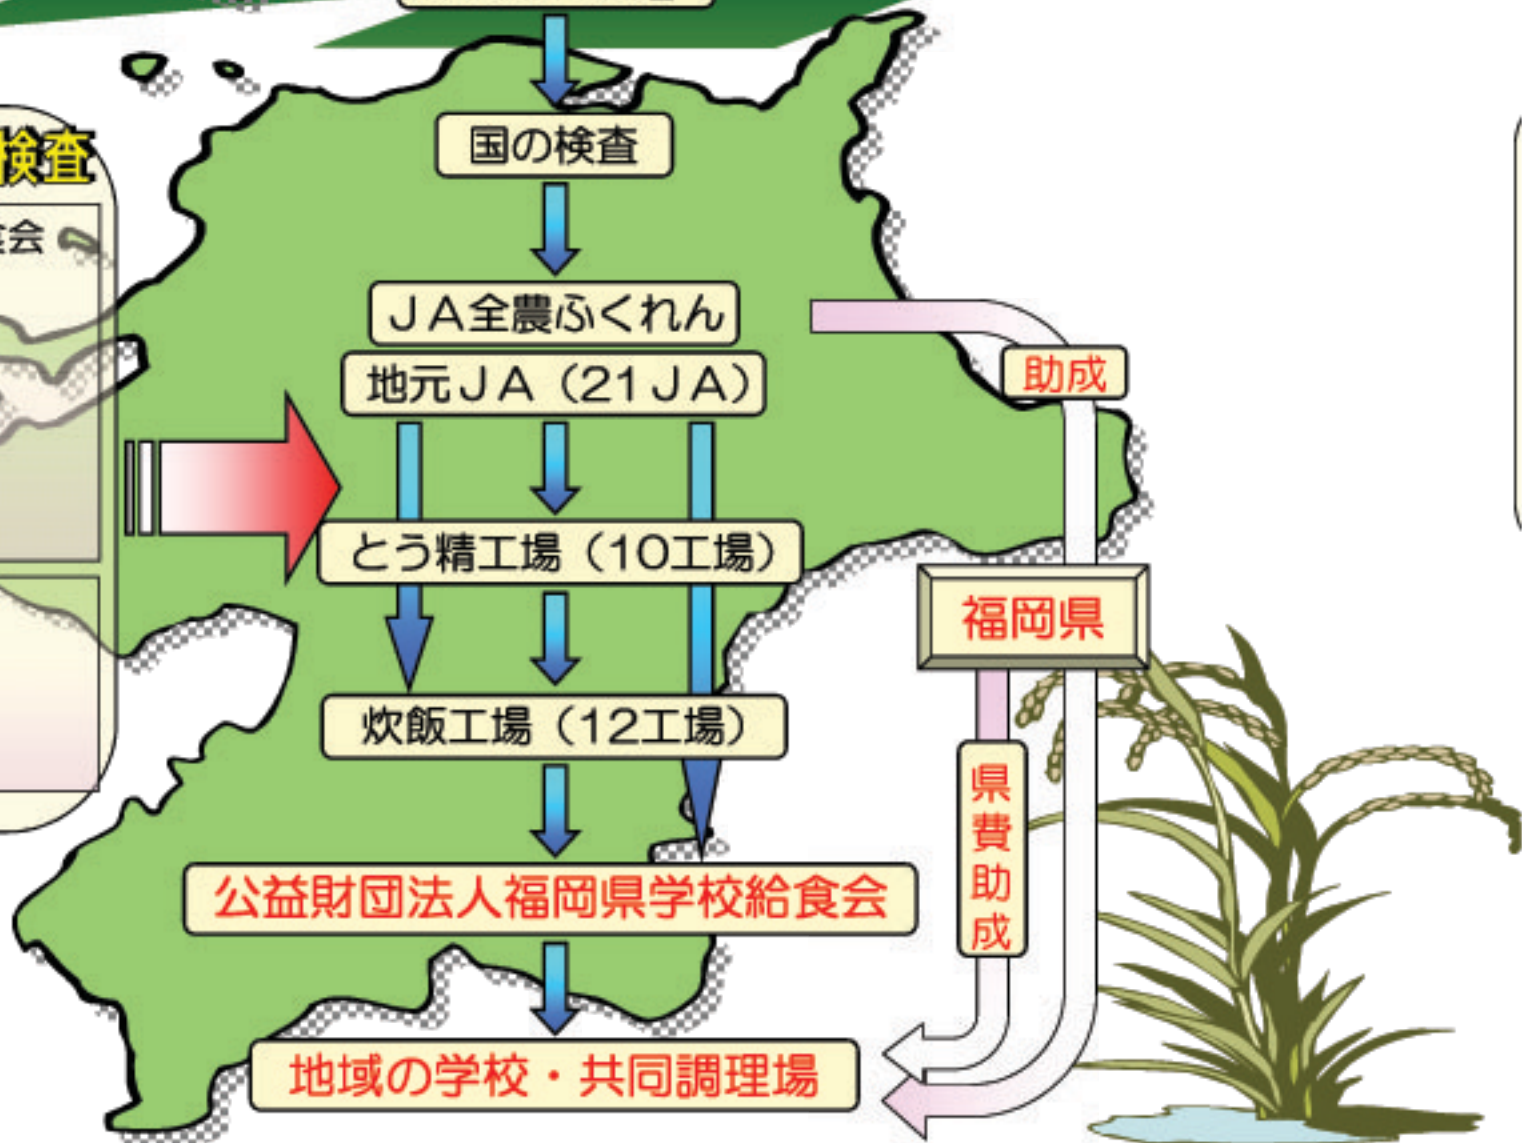 国の検査
検査
食会
ＪＡ全農ふくれん
助成
地元ＪＡ（21ＪＡ）
とう精工場（10工場）
福岡県
炊飯工場（12工場）
県費助成
公益財団法人福岡県学校給食会
地域の学校・共同調理場